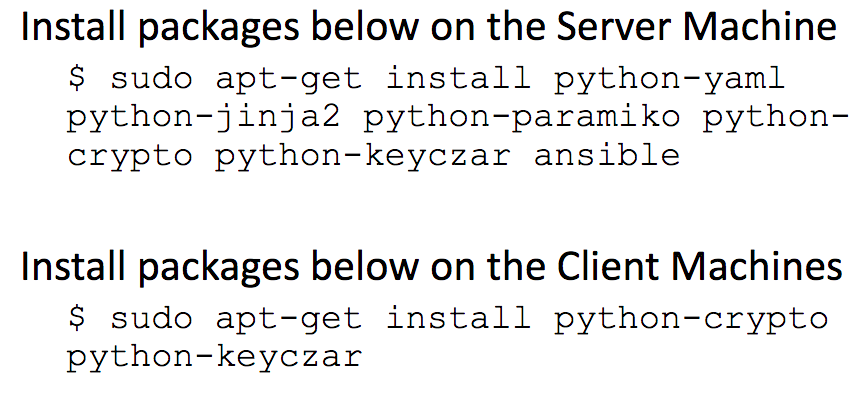 Install packages below on the Server Machine
$ sudo apt-get install python-yaml
python-jinja2 python-paramiko python-
crypto python-keyczar ansible
Install packages below on the Client Machines
$ sudo apt-get install python-crypto
python-keyczar